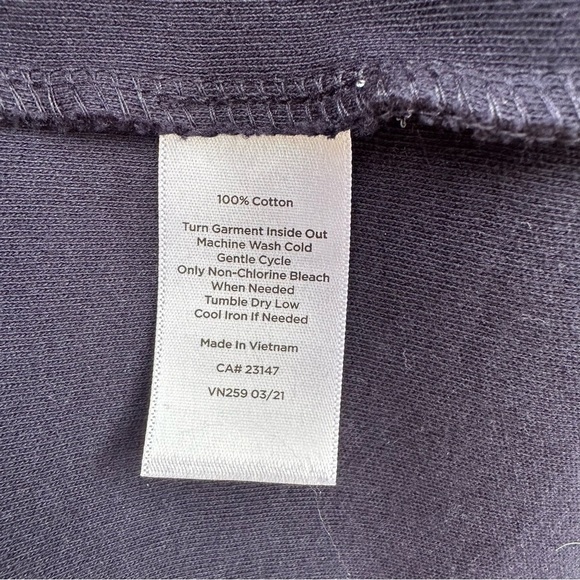 100% Cotton
Turn Garment Inside Out
Machine Wash Cold
Gentle Cycle
Only Non-Chlorine Bleach
When Needed
Tumble Dry Low
Cool Iron If Needed
Made In Vietnam
CA# 23147
VN259 03/21